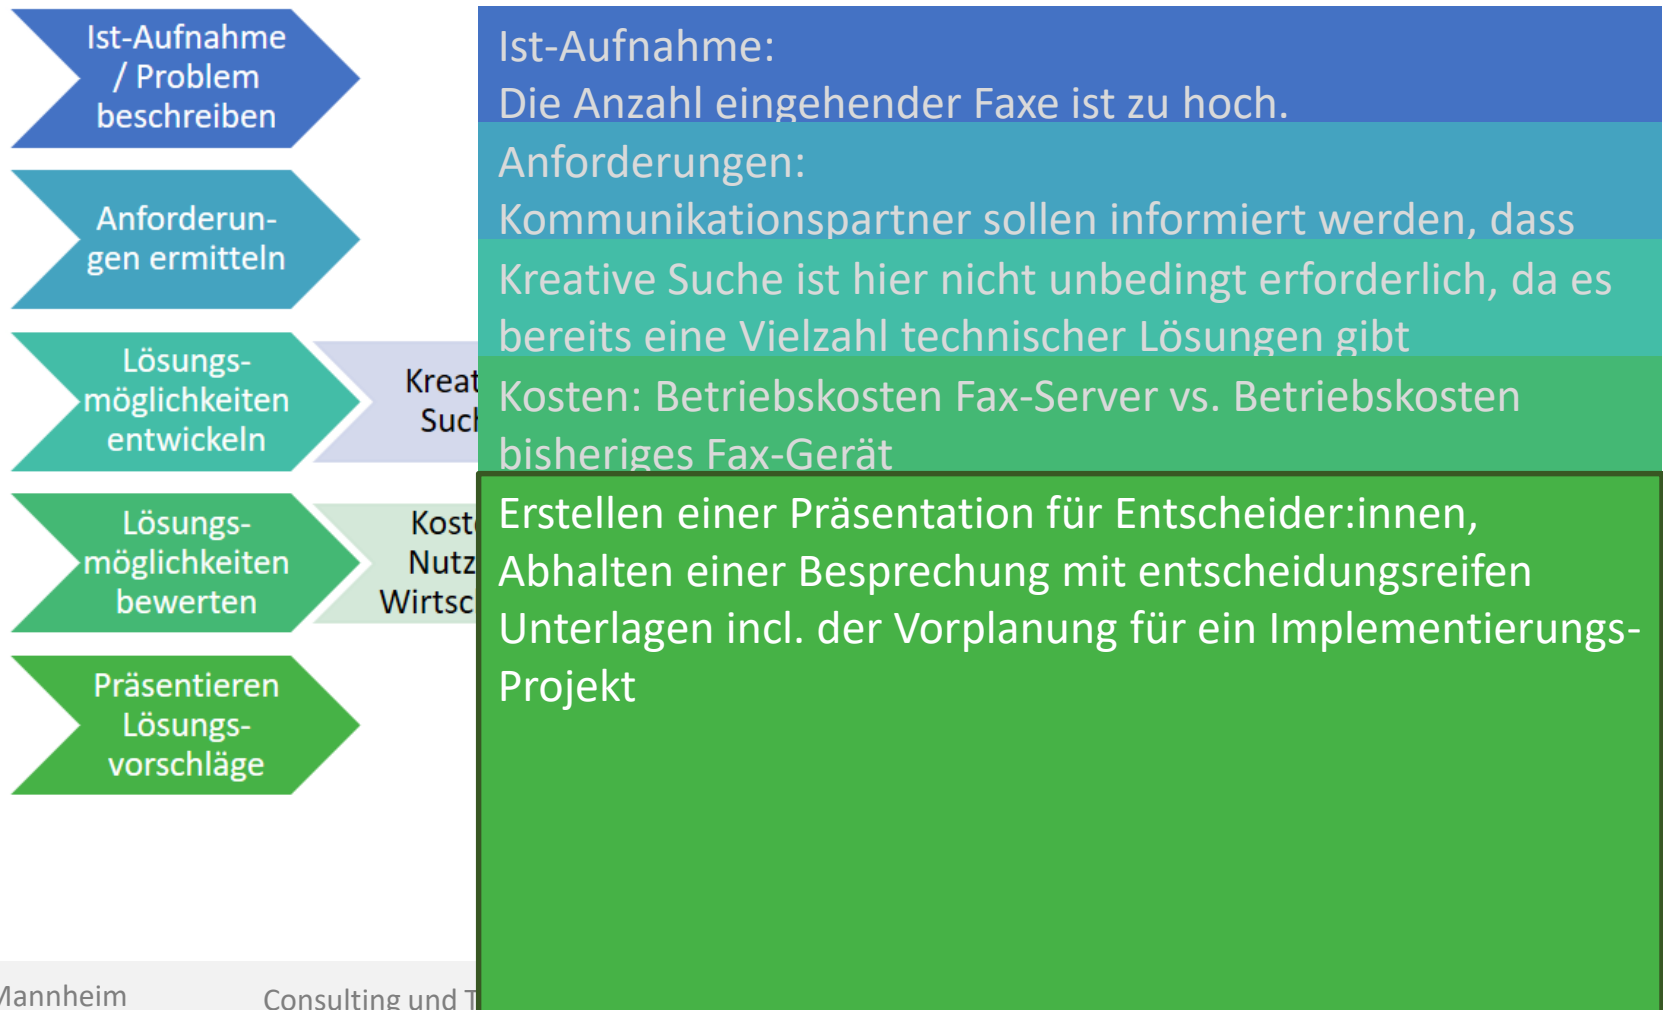 Ist-Aufnahme
/ Problem
beschreiben
Anforderun-
gen ermitteln
Lösungs-
möglichkeiten
entwickeln
Lösungs-
möglichkeiten
bewerten
Präsentieren
Lösungs-
vorschläge
Ist-Aufnahme:
Die Anzahl eingehender Faxe ist zu hoch.
Anforderungen:
Kommunikationspartner sollen informiert werden, dass
Kreative Suche ist hier nicht unbedingt erforderlich, da es
bereits eine Vielzahl technischer Lösungen gibt
Kosten: Betriebskosten Fax-Server vs. Betriebskosten
bisheriges Fax-Gerät
Erstellen einer Präsentation für Entscheider:innen,
Abhalten einer Besprechung mit entscheidungsreifen
Unterlagen incl. der Vorplanung für ein Implementierungs-
Projekt
Mannheim
Consulting und